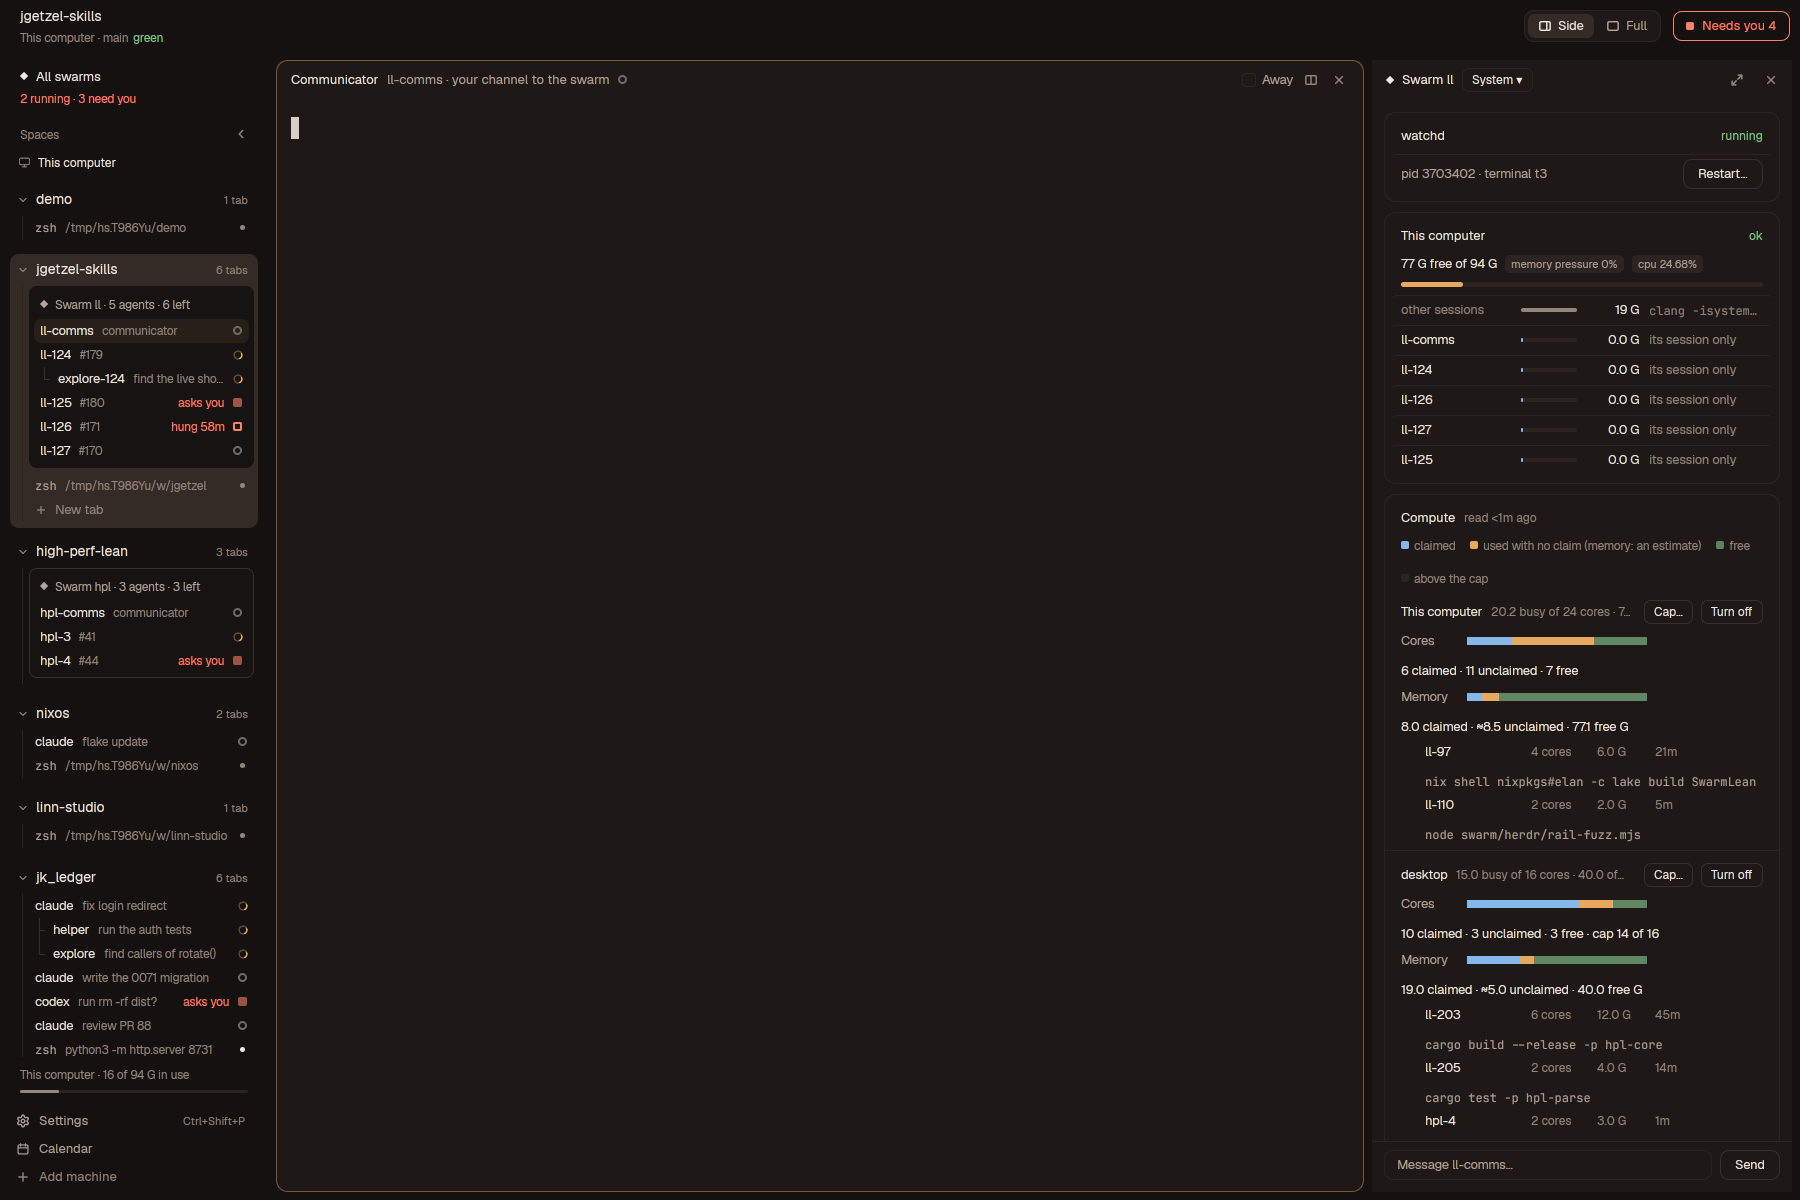 jgetzel-skills
This computer · main green
Side
Full
Needs you 4
All swarms
2 running · 3 need you
Spaces
This computer
demo 1 tab
zsh /tmp/hs.T986Yu/demo
jgetzel-skills 6 tabs
Swarm ll · 5 agents · 6 left
ll-comms communicator
ll-124 #179
explore-124 find the live sho...
ll-125 #180 asks you
ll-126 #171 hung 58m
ll-127 #170
zsh /tmp/hs.T986Yu/w/jgetzel
+ New tab
high-perf-lean 3 tabs
Swarm hpl · 3 agents · 3 left
hpl-comms communicator
hpl-3 #41
hpl-4 #44 asks you
nixos 2 tabs
claude flake update
zsh /tmp/hs.T986Yu/w/nixos
linn-studio 1 tab
zsh /tmp/hs.T986Yu/w/linn-studio
jk_ledger 6 tabs
claude fix login redirect
helper run the auth tests
explore find callers of rotate()
claude write the 0071 migration
codex run rm -rf dist? asks you
claude review PR 88
zsh python3 -m http.server 8731
This computer · 16 of 94 G in use
Settings Ctrl+Shift+P
Calendar
+ Add machine
Communicator ll-comms · your channel to the swarm
Away
Swarm ll System ▾
watchd running
pid 3703402 · terminal t3 Restart...
This computer ok
77 G free of 94 G memory pressure 0% cpu 24.68%
other sessions 19 G clang -isystem...
ll-comms 0.0 G its session only
ll-124 0.0 G its session only
ll-126 0.0 G its session only
ll-127 0.0 G its session only
ll-125 0.0 G its session only
Compute read <1m ago
claimed used with no claim (memory: an estimate) free
above the cap
This computer 20.2 busy of 24 cores · 7... Cap... Turn off
Cores
6 claimed · 11 unclaimed · 7 free
Memory
8.0 claimed · ≈8.5 unclaimed · 77.1 free G
ll-97 4 cores 6.0 G 21m
nix shell nixpkgs#elan -c lake build SwarmLean
ll-110 2 cores 2.0 G 5m
node swarm/herdr/rail-fuzz.mjs
desktop 15.0 busy of 16 cores · 40.0 of... Cap... Turn off
Cores
10 claimed · 3 unclaimed · 3 free · cap 14 of 16
Memory
19.0 claimed · ≈5.0 unclaimed · 40.0 free G
ll-203 6 cores 12.0 G 45m
cargo build --release -p hpl-core
ll-205 2 cores 4.0 G 14m
cargo test -p hpl-parse
hpl-4 2 cores 3.0 G 1m
Message ll-comms... Send